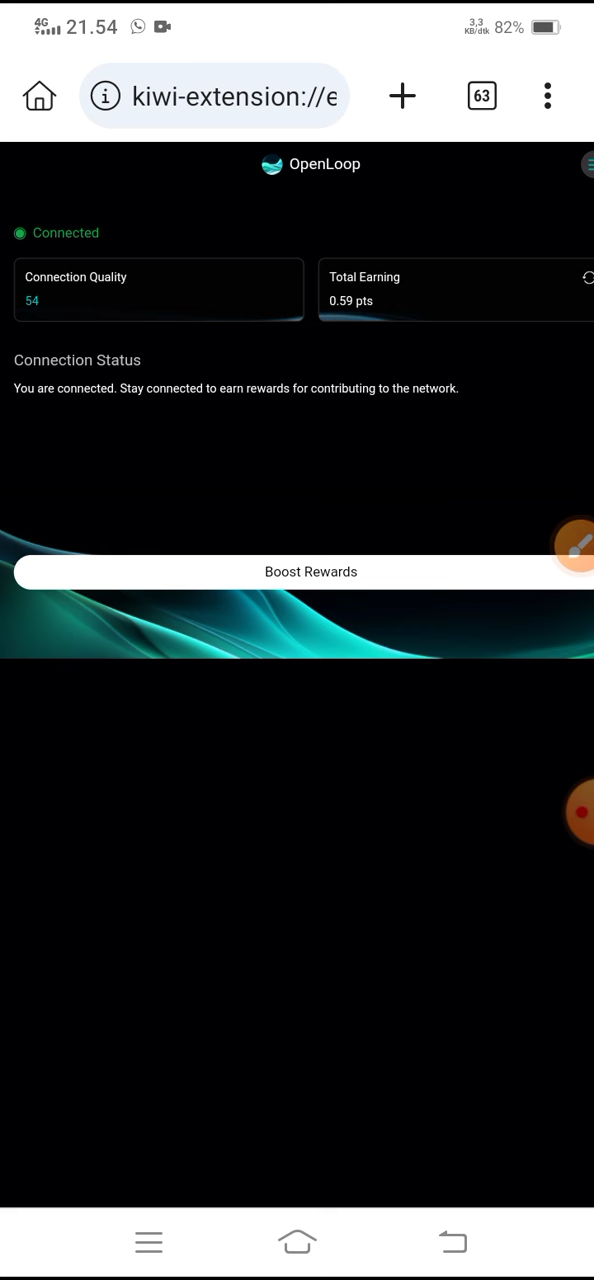 4G 21.54 3,3 KB/dtk 82%
kiwi-extension://e 63
OpenLoop
Connected
Connection Quality
54
Total Earning
0.59 pts
Connection Status
You are connected. Stay connected to earn rewards for contributing to the network.
Boost Rewards